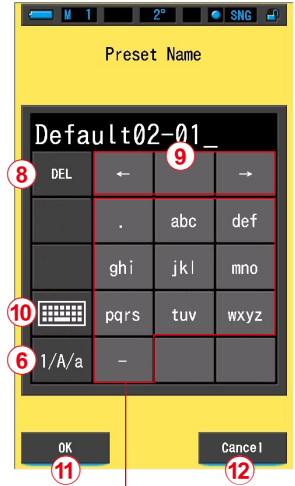 M 1 2° SNG
Preset Name
Default02-01_
9
8 DEL ← →
. abc def
ghi jkl mno
10 pqrs tuv wxyz
6 1/A/a –
OK Cancel
11 12